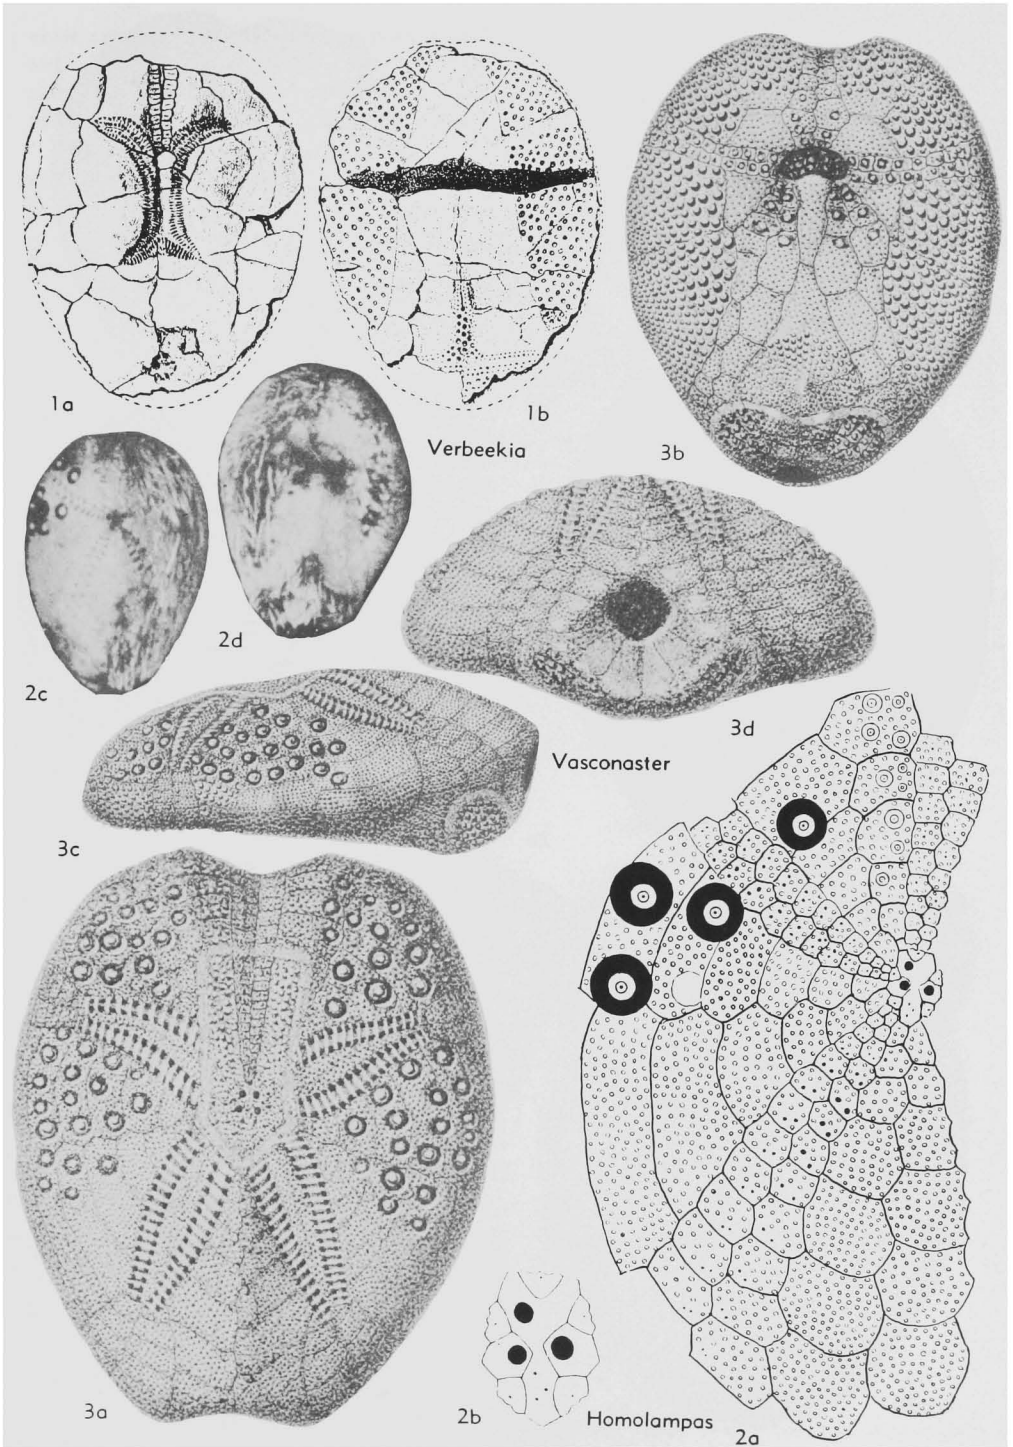 1a
1b
Verbeekia
3b
2c
2d
3d
Vasconaster
3c
3a
2b
Homolampas
2a